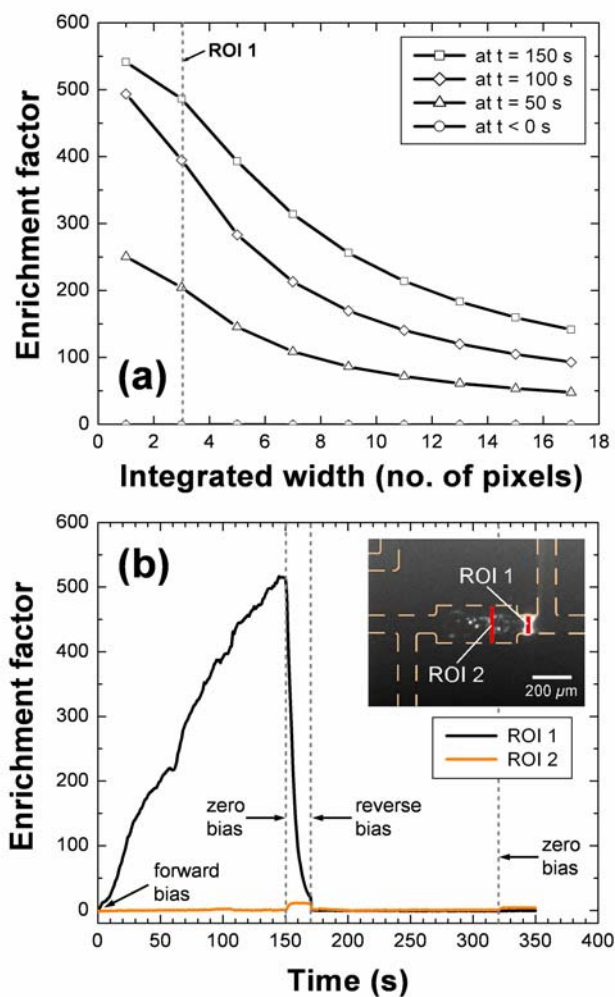 600
500
400
300
200
100
0
Enrichment factor
ROI 1
at t = 150 s
at t = 100 s
at t = 50 s
at t < 0 s
(a)
0 2 4 6 8 10 12 14 16 18
Integrated width (no. of pixels)
600
500
400
300
200
100
0
Enrichment factor
(b)
ROI 1
ROI 2
200 µm
ROI 1
ROI 2
zero
bias
reverse
bias
forward
bias
zero
bias
0 50 100 150 200 250 300 350 400
Time (s)